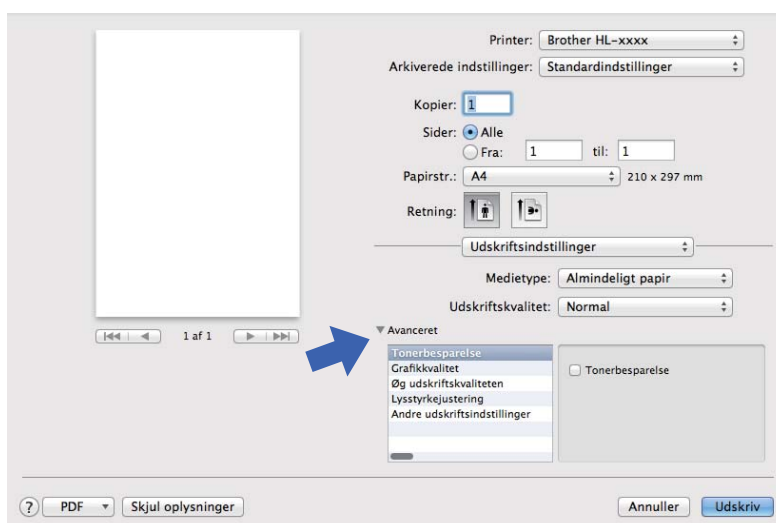 Printer: Brother HL-xxxx
Arkiverede indstillinger: Standardindstillinger
Kopier: 1
Sider: Alle
Fra: 1 til: 1
Papirstr.: A4 210 x 297 mm
Retning:
Udskriftsindstillinger
Medietype: Almindeligt papir
Udskriftskvalitet: Normal
1 af 1
Avanceret
Tonerbesparelse
Grafikkvalitet
Øg udskriftskvaliteten
Lysstyrkejustering
Andre udskriftsindstillinger
Tonerbesparelse
? PDF Skjul oplysninger Annuller Udskriv